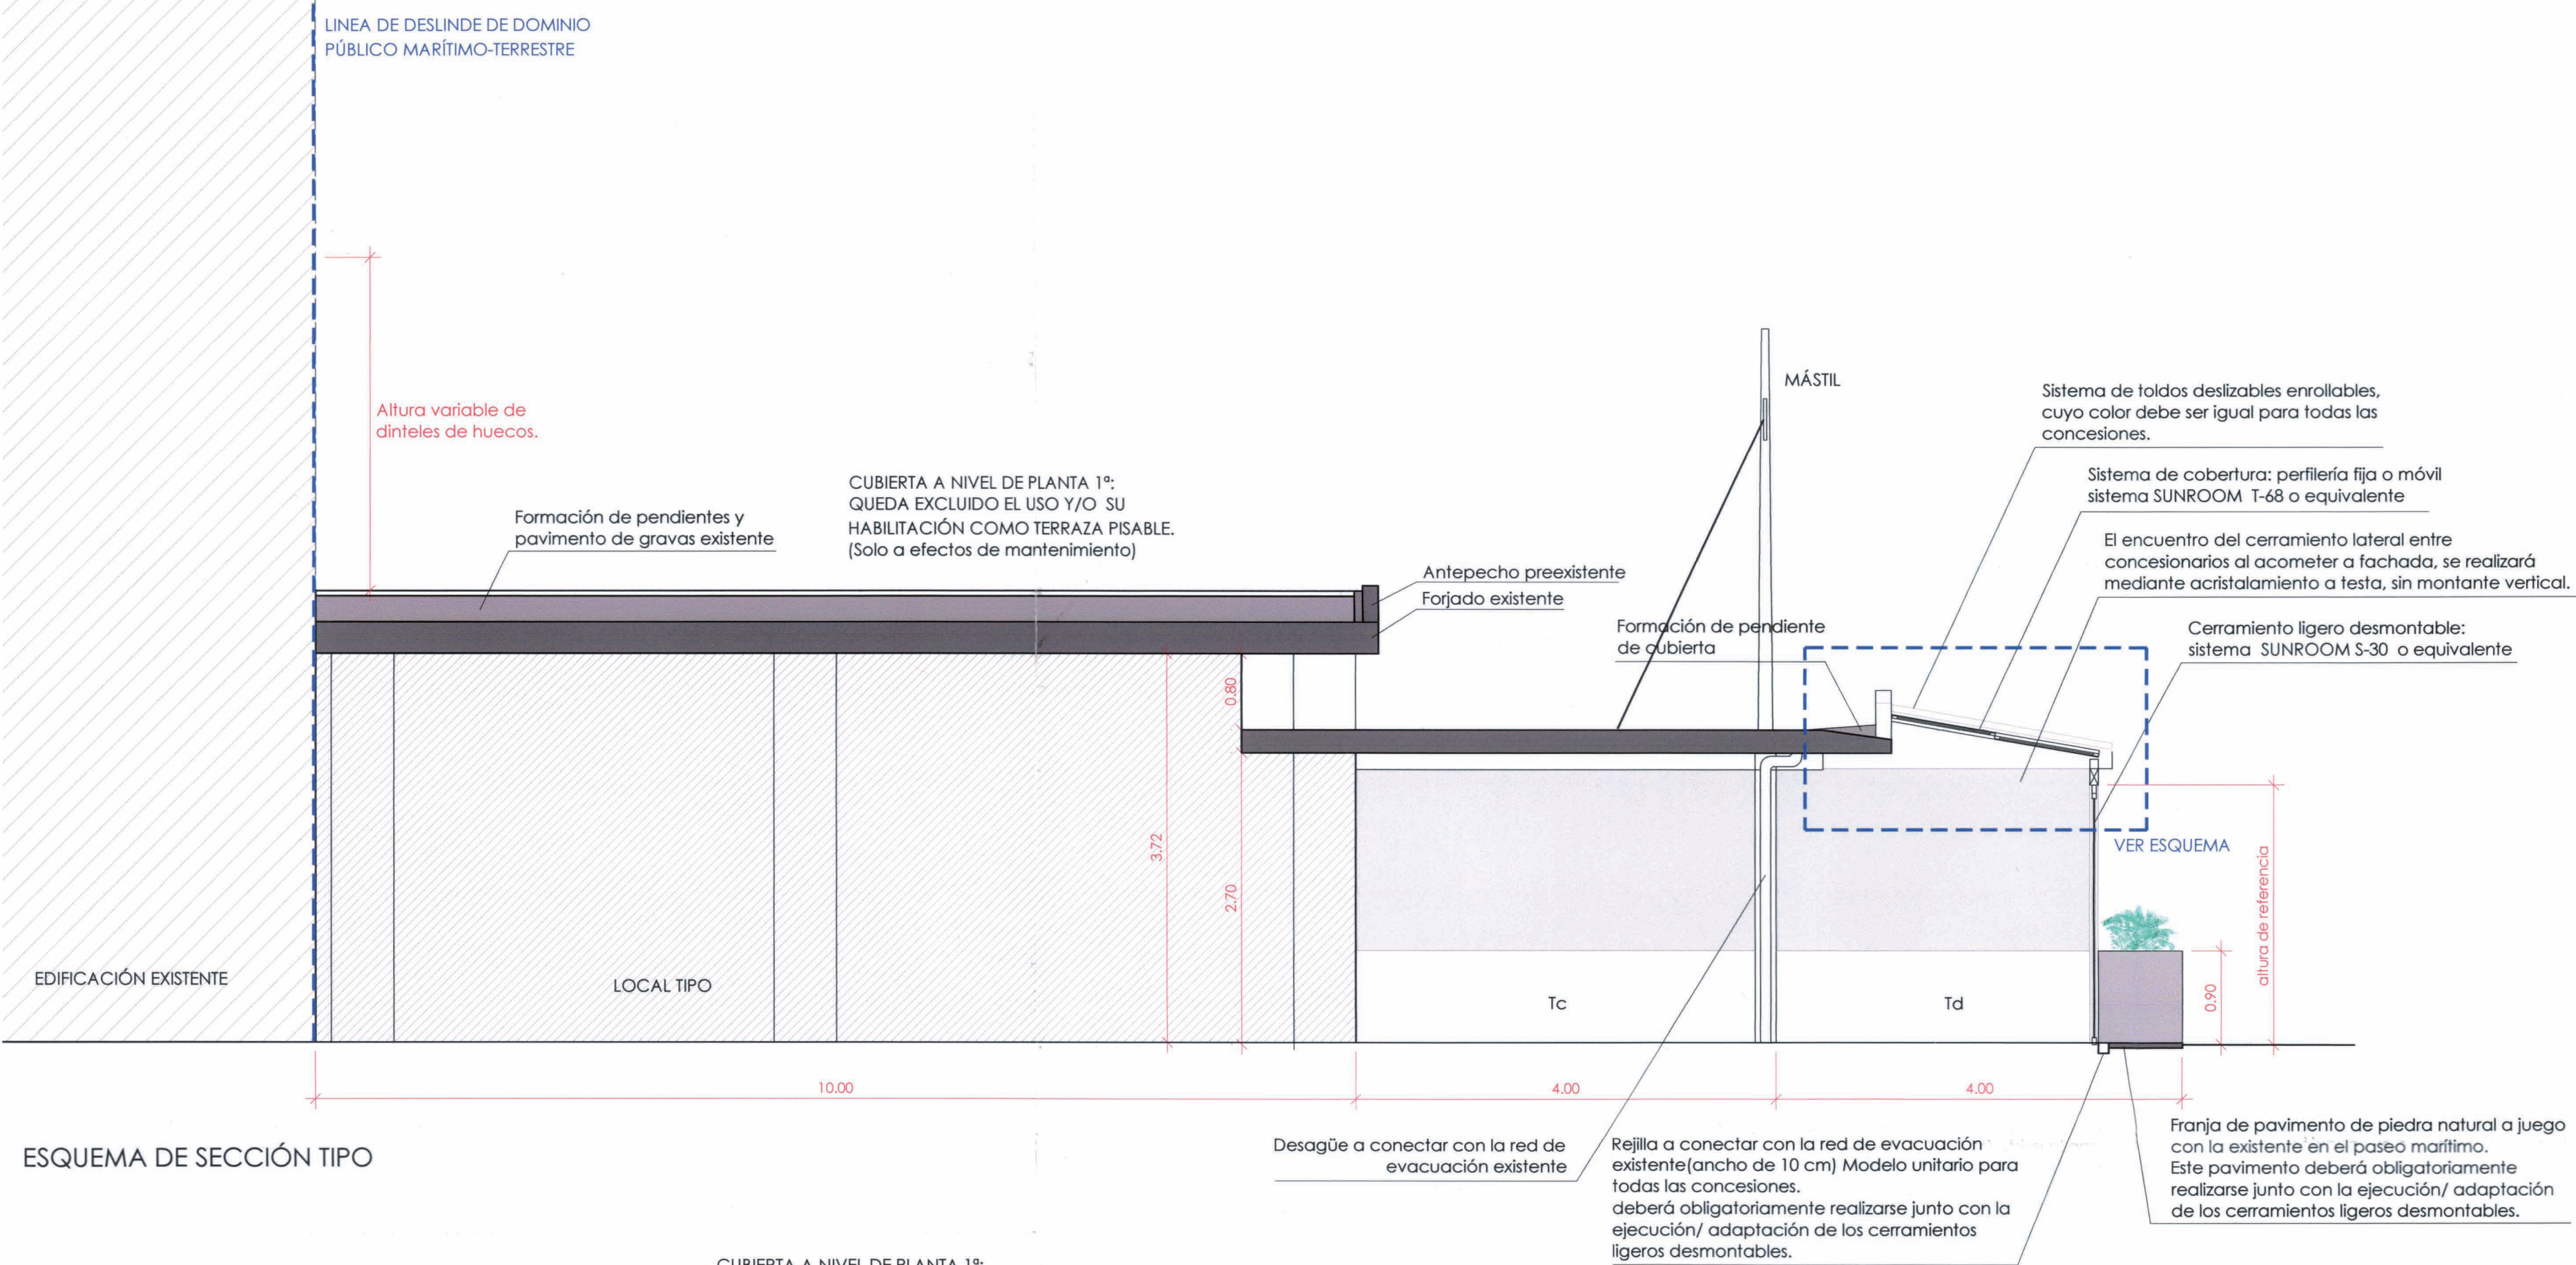 LINEA DE DESLINDE DE DOMINIO
PÚBLICO MARÍTIMO-TERRESTRE
Altura variable de
dinteles de huecos.
Formación de pendientes y
pavimento de gravas existente
CUBIERTA A NIVEL DE PLANTA 1ª:
QUEDA EXCLUIDO EL USO Y/O SU
HABILITACIÓN COMO TERRAZA PISABLE.
(Solo a efectos de mantenimiento)
Antepecho preexistente
Forjado existente
MÁSTIL
Formación de pendiente
de cubierta
Sistema de toldos deslizables enrollables,
cuyo color debe ser igual para todas las
concesiones.
Sistema de cobertura: perfilería fija o móvil
sistema SUNROOM T-68 o equivalente
El encuentro del cerramiento lateral entre
concesionarios al acometer a fachada, se realizará
mediante acristalamiento a testa, sin montante vertical.
Cerramiento ligero desmontable:
sistema SUNROOM S-30 o equivalente
VER ESQUEMA
0.80
3.72
2.70
altura de referencia
0.90
EDIFICACIÓN EXISTENTE
LOCAL TIPO
Tc
Td
10.00
4.00
4.00
ESQUEMA DE SECCIÓN TIPO
Desagüe a conectar con la red de
evacuación existente
Rejilla a conectar con la red de evacuación
existente(ancho de 10 cm) Modelo unitario para
todas las concesiones.
deberá obligatoriamente realizarse junto con la
ejecución/ adaptación de los cerramientos
ligeros desmontables.
Franja de pavimento de piedra natural a juego
con la existente en el paseo marítimo.
Este pavimento deberá obligatoriamente
realizarse junto con la ejecución/ adaptación
de los cerramientos ligeros desmontables.
CUBIERTA A NIVEL DE PLANTA 1ª: